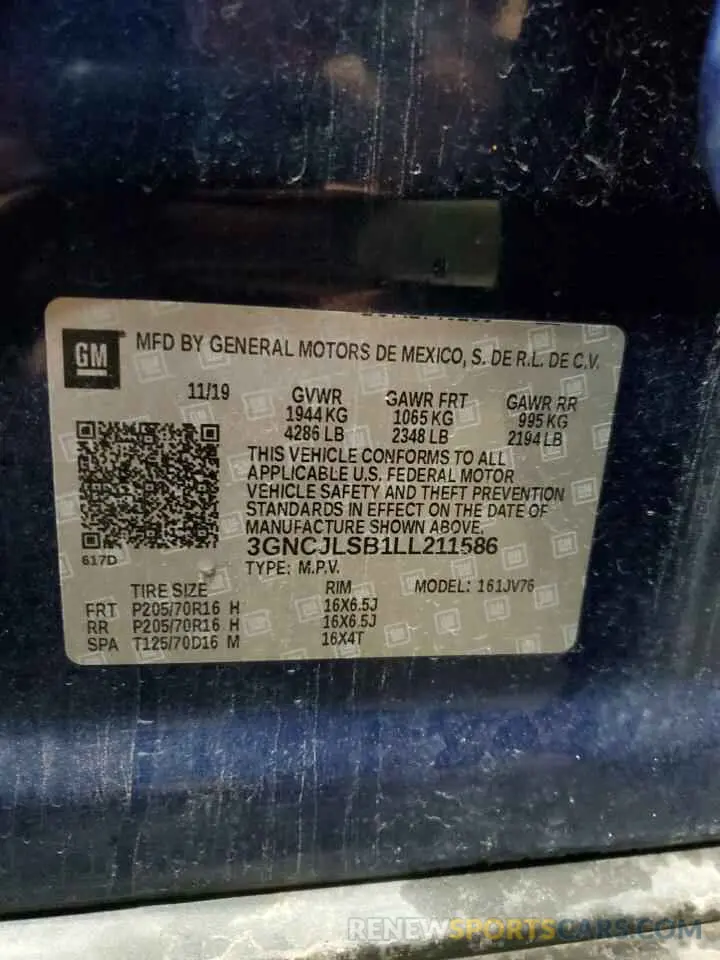 GM
MFD BY GENERAL MOTORS DE MEXICO, S. DE R.L. DE C.V.
11/19 GVWR GAWR FRT GAWR RR
1944 KG 1065 KG 995 KG
4286 LB 2348 LB 2194 LB
THIS VEHICLE CONFORMS TO ALL
APPLICABLE U.S. FEDERAL MOTOR
VEHICLE SAFETY AND THEFT PREVENTION
STANDARDS IN EFFECT ON THE DATE OF
MANUFACTURE SHOWN ABOVE.
3GNCJLSB1LL211586
617D
TYPE: M.P.V. MODEL: 161JV76
TIRE SIZE RIM
FRT P205/70R16 H 16X6.5J
RR P205/70R16 H 16X6.5J
SPA T125/70D16 M 16X4T
RENEWSPORTSCARS.COM